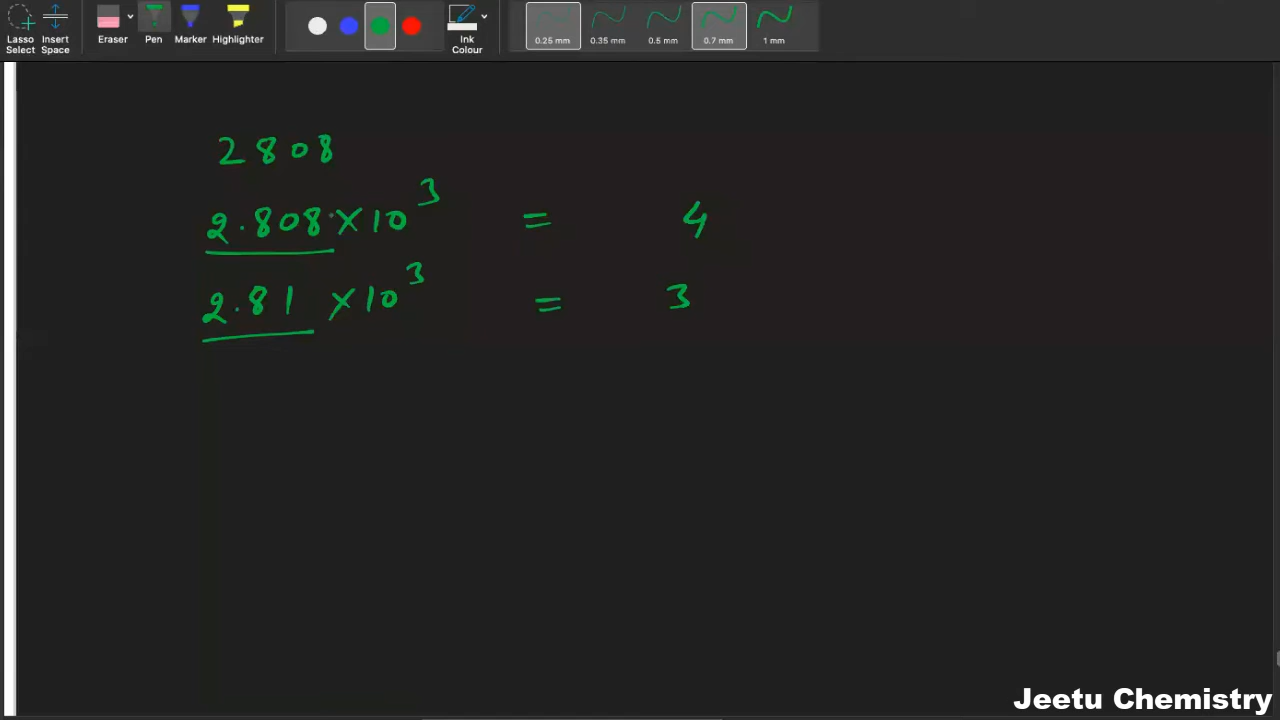 Lasso Select Insert Space Eraser Pen Marker Highlighter Ink Colour 0.25 mm 0.35 mm 0.5 mm 0.7 mm 1 mm
2808
2.808 × 10³ = 4
2.81 × 10³ = 3
Jeetu Chemistry